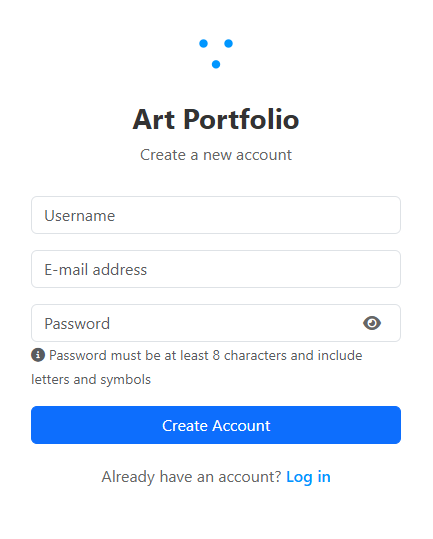 Art Portfolio
Create a new account
Username
E-mail address
Password
Password must be at least 8 characters and include
letters and symbols
Create Account
Already have an account? Log in